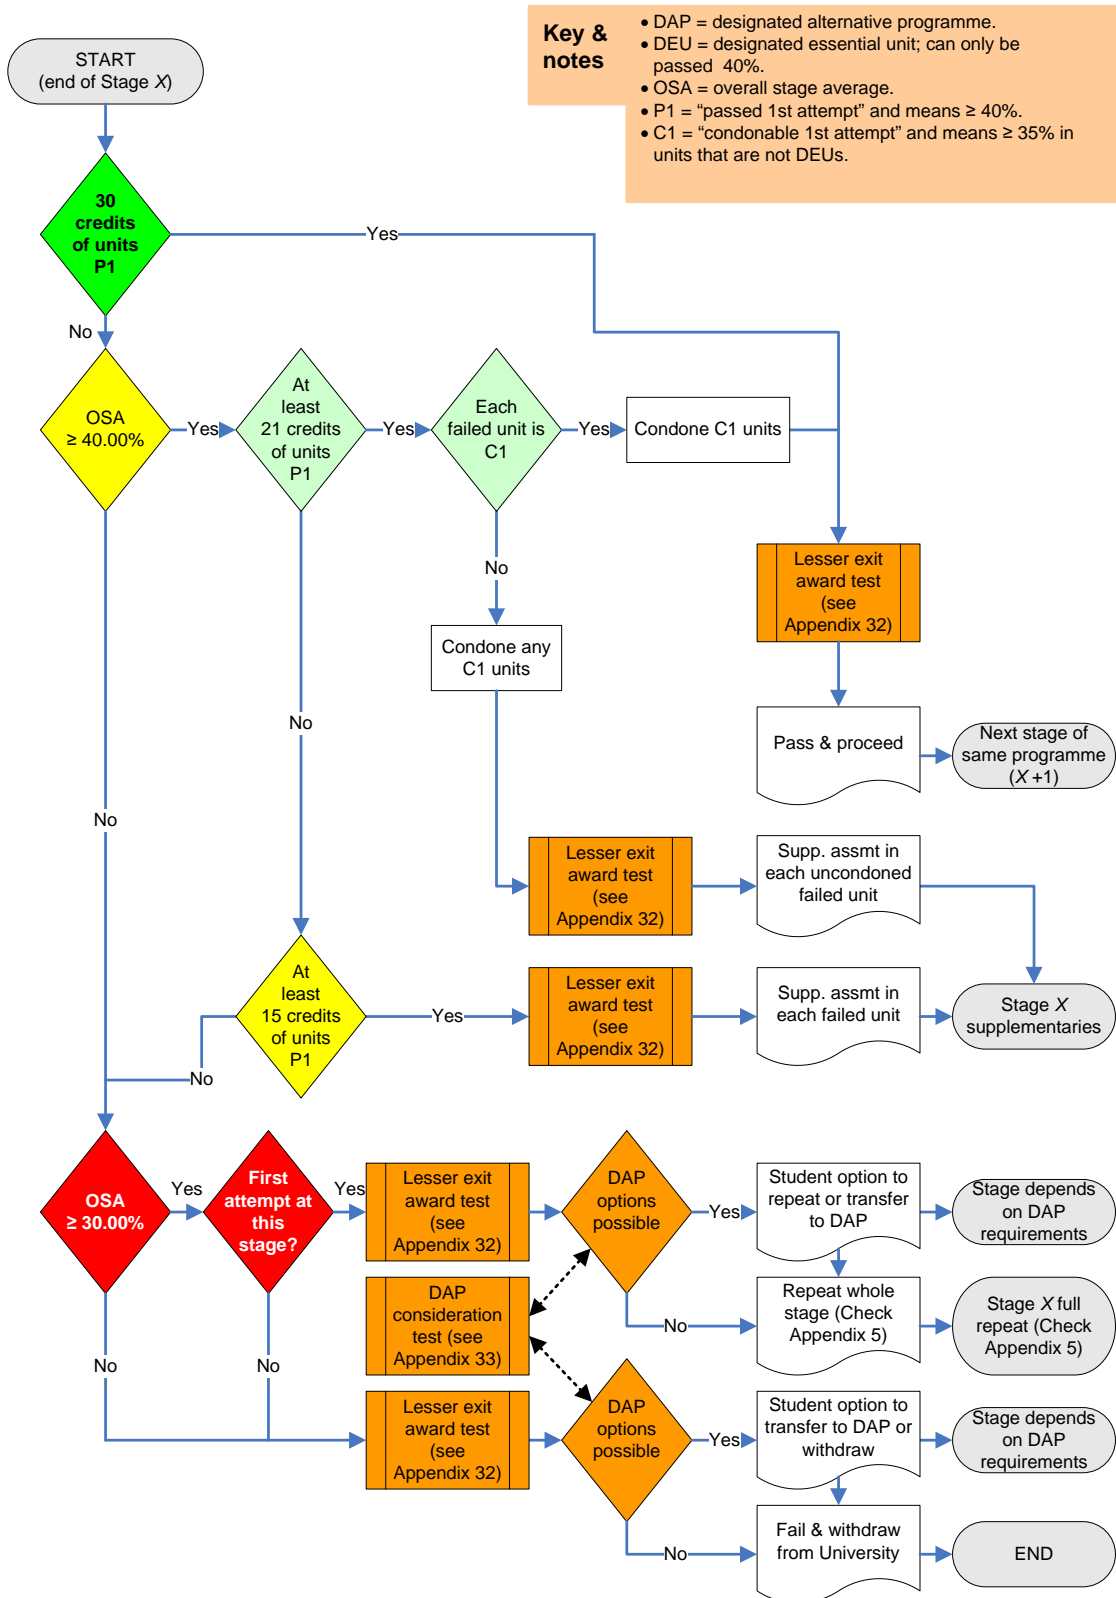 Key &
notes
• DAP = designated alternative programme.
• DEU = designated essential unit; can only be
passed  40%.
• OSA = overall stage average.
• P1 = “passed 1st attempt” and means ≥ 40%.
• C1 = “condonable 1st attempt” and means ≥ 35% in
units that are not DEUs.
START
(end of Stage X)
30
credits
of units
P1
Yes
No
OSA
≥ 40.00%
Yes
At
least
21 credits
of units
P1
Yes
Each
failed unit is
C1
Yes
Condone C1 units
No
Lesser exit
award test
(see
Appendix 32)
Condone any
C1 units
No
Pass & proceed
Next stage of
same programme
(X +1)
No
Lesser exit
award test
(see
Appendix 32)
Supp. assmt in
each uncondoned
failed unit
At
least
15 credits
of units
P1
Yes
Lesser exit
award test
(see
Appendix 32)
Supp. assmt in
each failed unit
Stage X
supplementaries
No
OSA
≥ 30.00%
Yes
First
attempt at
this
stage?
Yes
Lesser exit
award test
(see
Appendix 32)
DAP
options
possible
Yes
Student option to
repeat or transfer
to DAP
Stage depends
on DAP
requirements
DAP
consideration
test (see
Appendix 33)
No
Repeat whole
stage (Check
Appendix 5)
Stage X full
repeat (Check
Appendix 5)
No
No
Lesser exit
award test
(see
Appendix 32)
DAP
options
possible
Yes
Student option to
transfer to DAP or
withdraw
Stage depends
on DAP
requirements
No
Fail & withdraw
from University
END